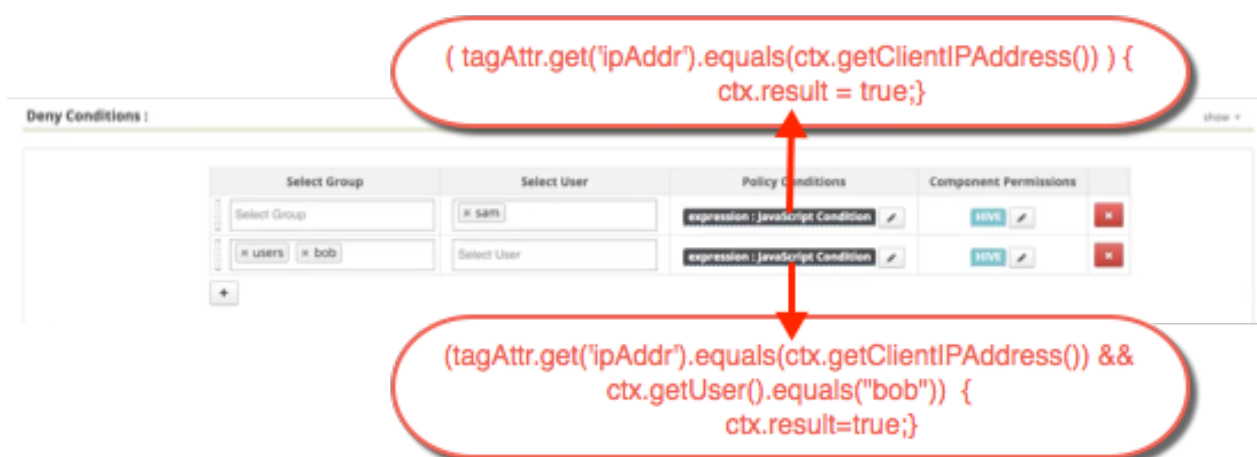 ( tagAttr.get('ipAddr').equals(ctx.getClientIPAddress()) ) {
ctx.result = true;}
Deny Conditions :
show
Select Group Select User Policy Conditions Component Permissions
Select Group × sam expression : JavaScript Condition HIVE ×
× users × bob Select User expression : JavaScript Condition HIVE ×
+
(tagAttr.get('ipAddr').equals(ctx.getClientIPAddress()) &&
ctx.getUser().equals("bob")) {
ctx.result=true;}